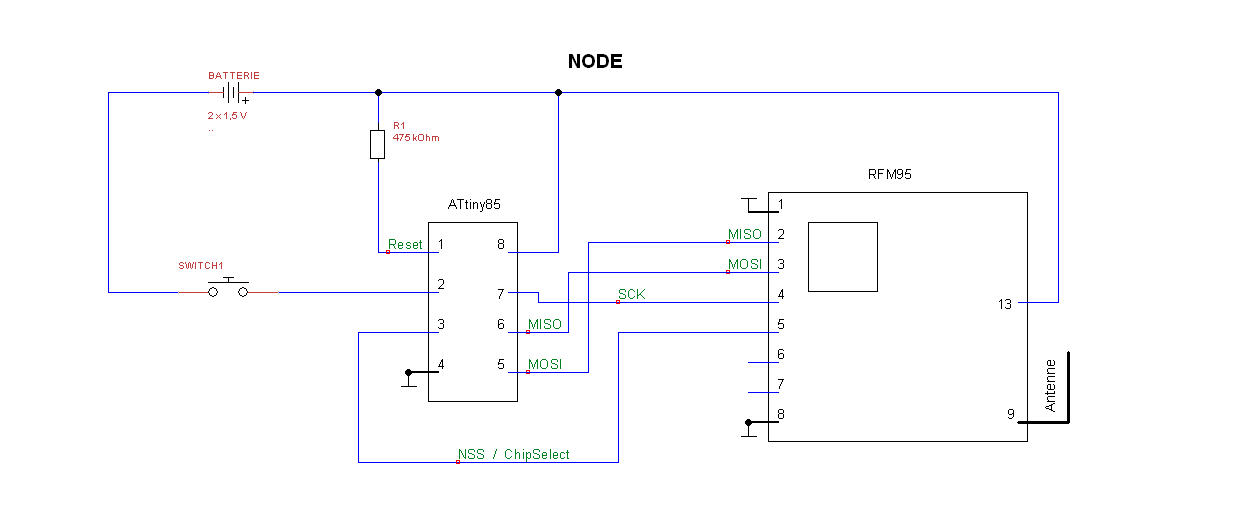 NODE
BATTERIE
+
2 x 1,5 V
..
R1
475 kOhm
ATtiny85
Reset
1
2
3
4
8
7
6
5
MISO
MOSI
SCK
SWITCH1
NSS / ChipSelect
RFM95
MISO
MOSI
1
2
3
4
5
6
7
8
13
9
Antenne